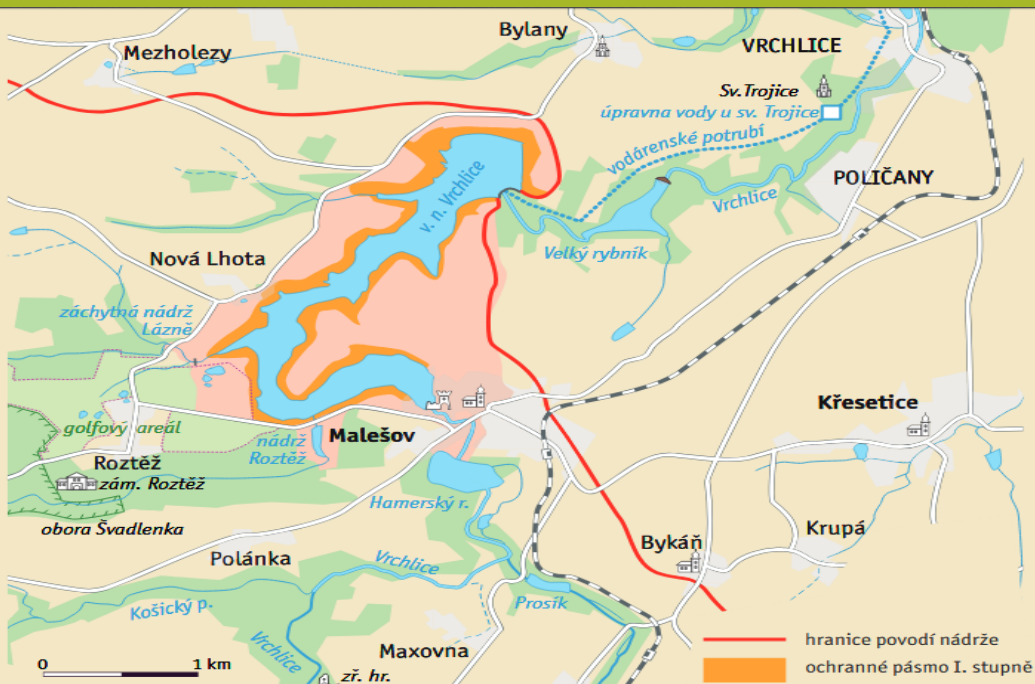 Bylany
Mezholezy
VRCHLICE
Sv.Trojice
úpravna vody u sv. Trojice
vodárenské potrubí
POLIČANY
v. n. Vrchlice
Vrchlice
Velký rybník
Nová Lhota
záchytná nádrž
Lázně
golfový areál
nádrž
Roztěž
Malešov
Křesetice
Roztěž
zám. Roztěž
Hamerský r.
obora Švadlenka
Polánka
Vrchlice
Bykáň
Krupá
Košický p.
Prosík
Vrchlice
Maxovna
zř. hr.
0 1 km
hranice povodí nádrže
ochranné pásmo I. stupně